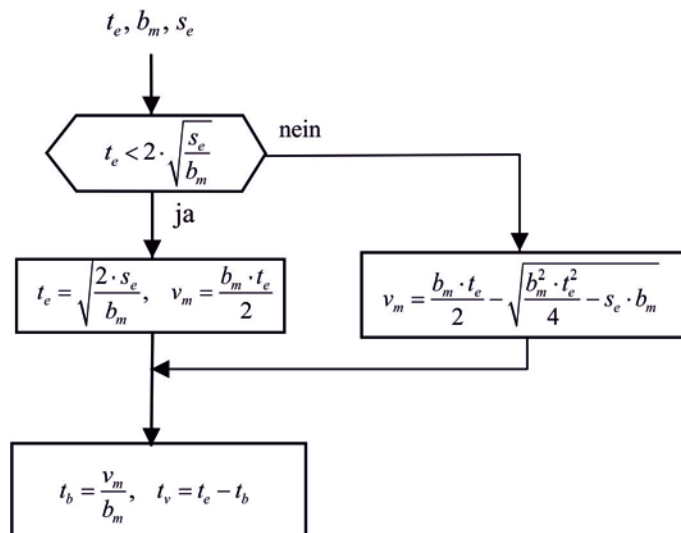 t_e, b_m, s_e
nein
t_e < 2 · √(s_e / b_m)
ja
t_e = √(2 · s_e / b_m), v_m = (b_m · t_e) / 2
v_m = (b_m · t_e) / 2 − √((b_m² · t_e²) / 4 − s_e · b_m)
t_b = v_m / b_m, t_v = t_e − t_b